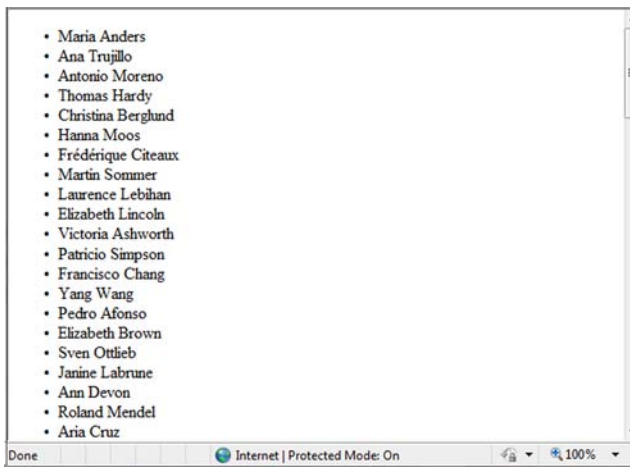 • Maria Anders
• Ana Trujillo
• Antonio Moreno
• Thomas Hardy
• Christina Berglund
• Hanna Moos
• Frédérique Citeaux
• Martin Sommer
• Laurence Lebihan
• Elizabeth Lincoln
• Victoria Ashworth
• Patricio Simpson
• Francisco Chang
• Yang Wang
• Pedro Afonso
• Elizabeth Brown
• Sven Ottlieb
• Janine Labrune
• Ann Devon
• Roland Mendel
• Aria Cruz
Done Internet | Protected Mode: On 100%